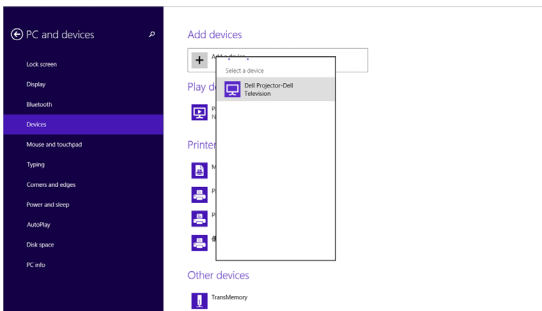 PC and devices
Lock screen
Display
Bluetooth
Devices
Mouse and touchpad
Typing
Corners and edges
Power and sleep
AutoPlay
Disk space
PC info
Add devices
Select a device
Dell Projector-Dell
Television
Play d
P
N
Printer
M
P
P
Other devices
TransMemory